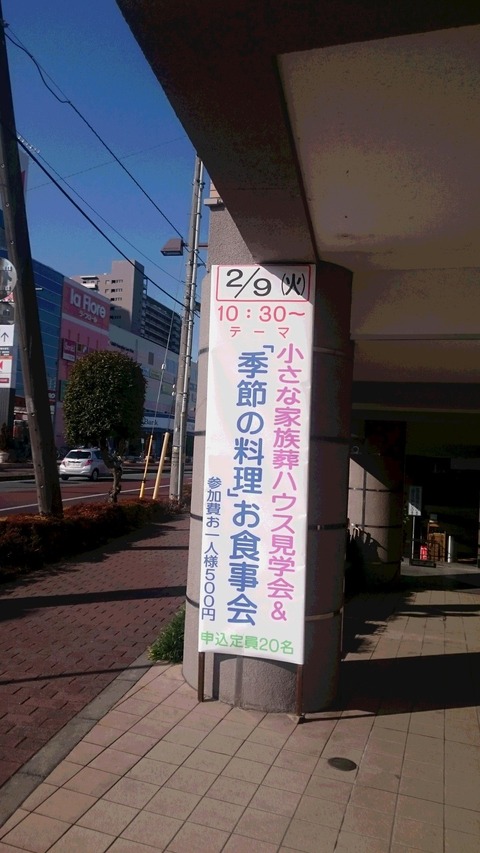 2/9(火)
10:30～
テーマ
小さな家族葬ハウス見学会&
「季節の料理」お食事会
参加費お一人様500円
申込定員20名
la fiore
Bank